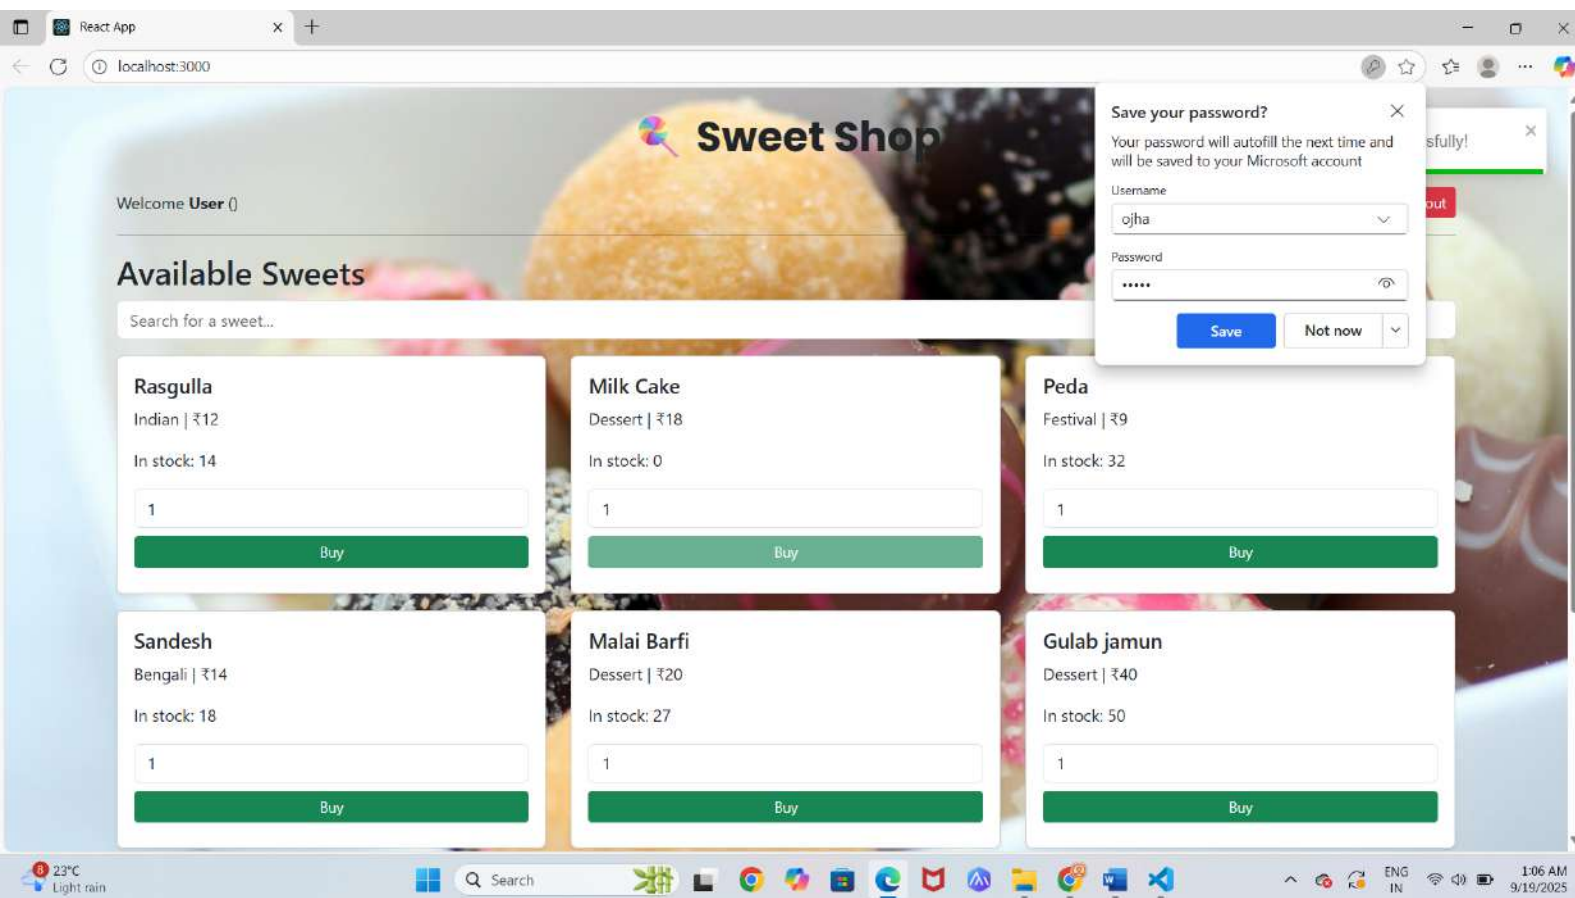 React App
localhost:3000
Sweet Shop
Save your password?
Your password will autofill the next time and
will be saved to your Microsoft account
Username
ojha
Password
•••••
Save
Not now
sfully!
out
Welcome User ()
Available Sweets
Search for a sweet...
Rasgulla
Indian | ₹12
In stock: 14
1
Buy
Milk Cake
Dessert | ₹18
In stock: 0
1
Buy
Peda
Festival | ₹9
In stock: 32
1
Buy
Sandesh
Bengali | ₹14
In stock: 18
1
Buy
Malai Barfi
Dessert | ₹20
In stock: 27
1
Buy
Gulab jamun
Dessert | ₹40
In stock: 50
1
Buy
8
23°C
Light rain
Search
ENG
IN
1:06 AM
9/19/2025